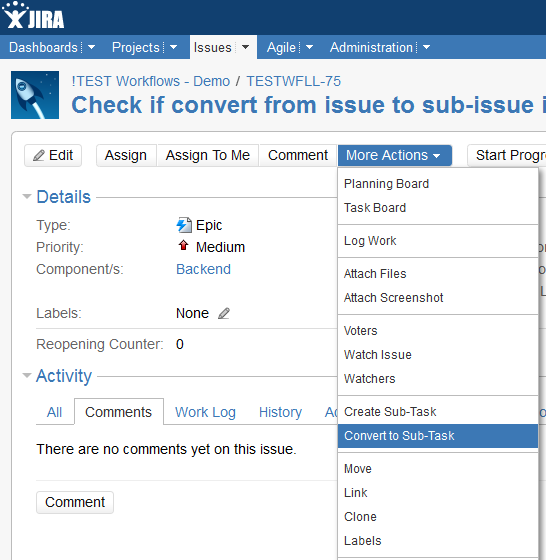 JIRA
Dashboards Projects Issues Agile Administration
!TEST Workflows - Demo / TESTWFLL-75
Check if convert from issue to sub-issue i
Edit Assign Assign To Me Comment More Actions Start Progr
Planning Board
Task Board
Log Work
Attach Files
Attach Screenshot
Voters
Watch Issue
Watchers
Create Sub-Task
Convert to Sub-Task
Move
Link
Clone
Labels
Details
Type: Epic
Priority: Medium
Component/s: Backend
Labels: None
Reopening Counter: 0
Activity
All Comments Work Log History
There are no comments yet on this issue.
Comment